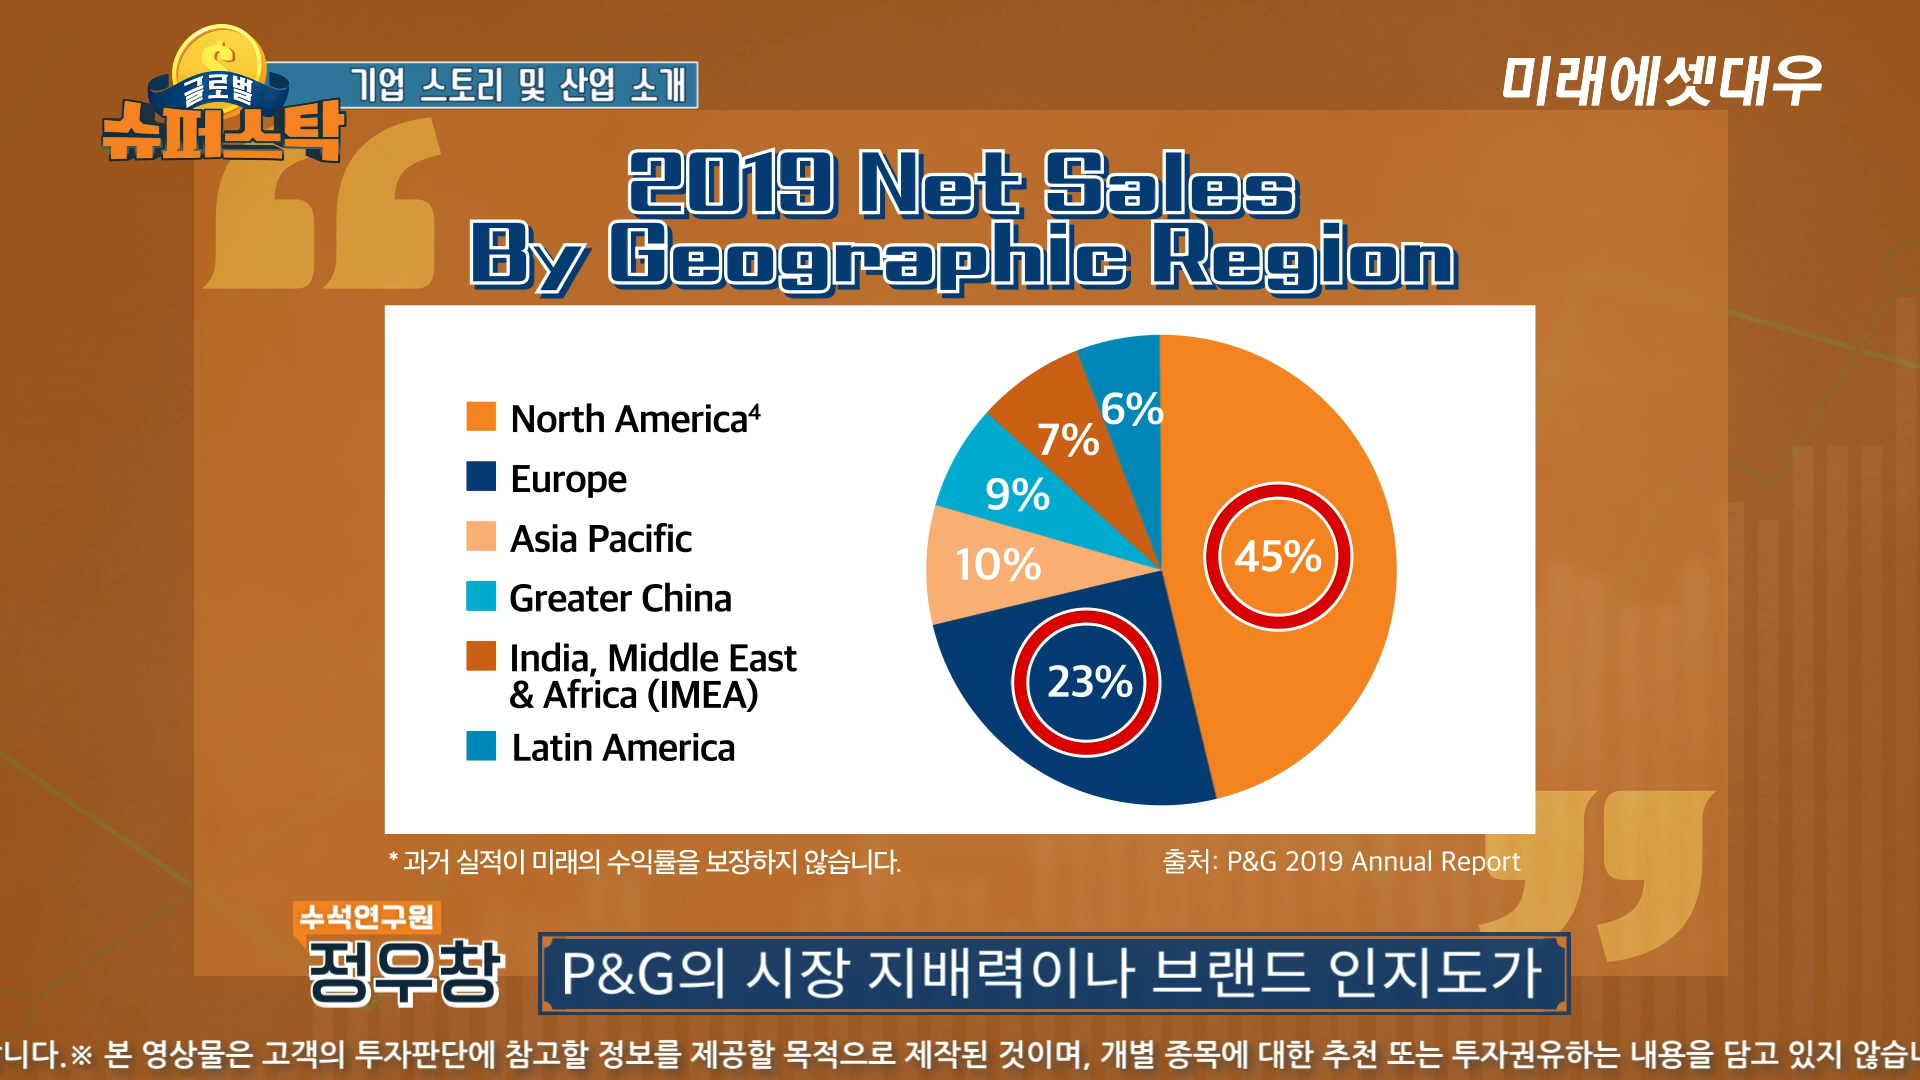 글로벌
슈퍼스탁
기업 스토리 및 산업 소개
미래에셋대우
2019 Net Sales
By Geographic Region
North America⁴
Europe
Asia Pacific
Greater China
India, Middle East
& Africa (IMEA)
Latin America
6%
7%
9%
10%
45%
23%
* 과거 실적이 미래의 수익률을 보장하지 않습니다.
출처: P&G 2019 Annual Report
수석연구원
정우창
P&G의 시장 지배력이나 브랜드 인지도가
니다.※ 본 영상물은 고객의 투자판단에 참고할 정보를 제공할 목적으로 제작된 것이며, 개별 종목에 대한 추천 또는 투자권유하는 내용을 담고 있지 않습